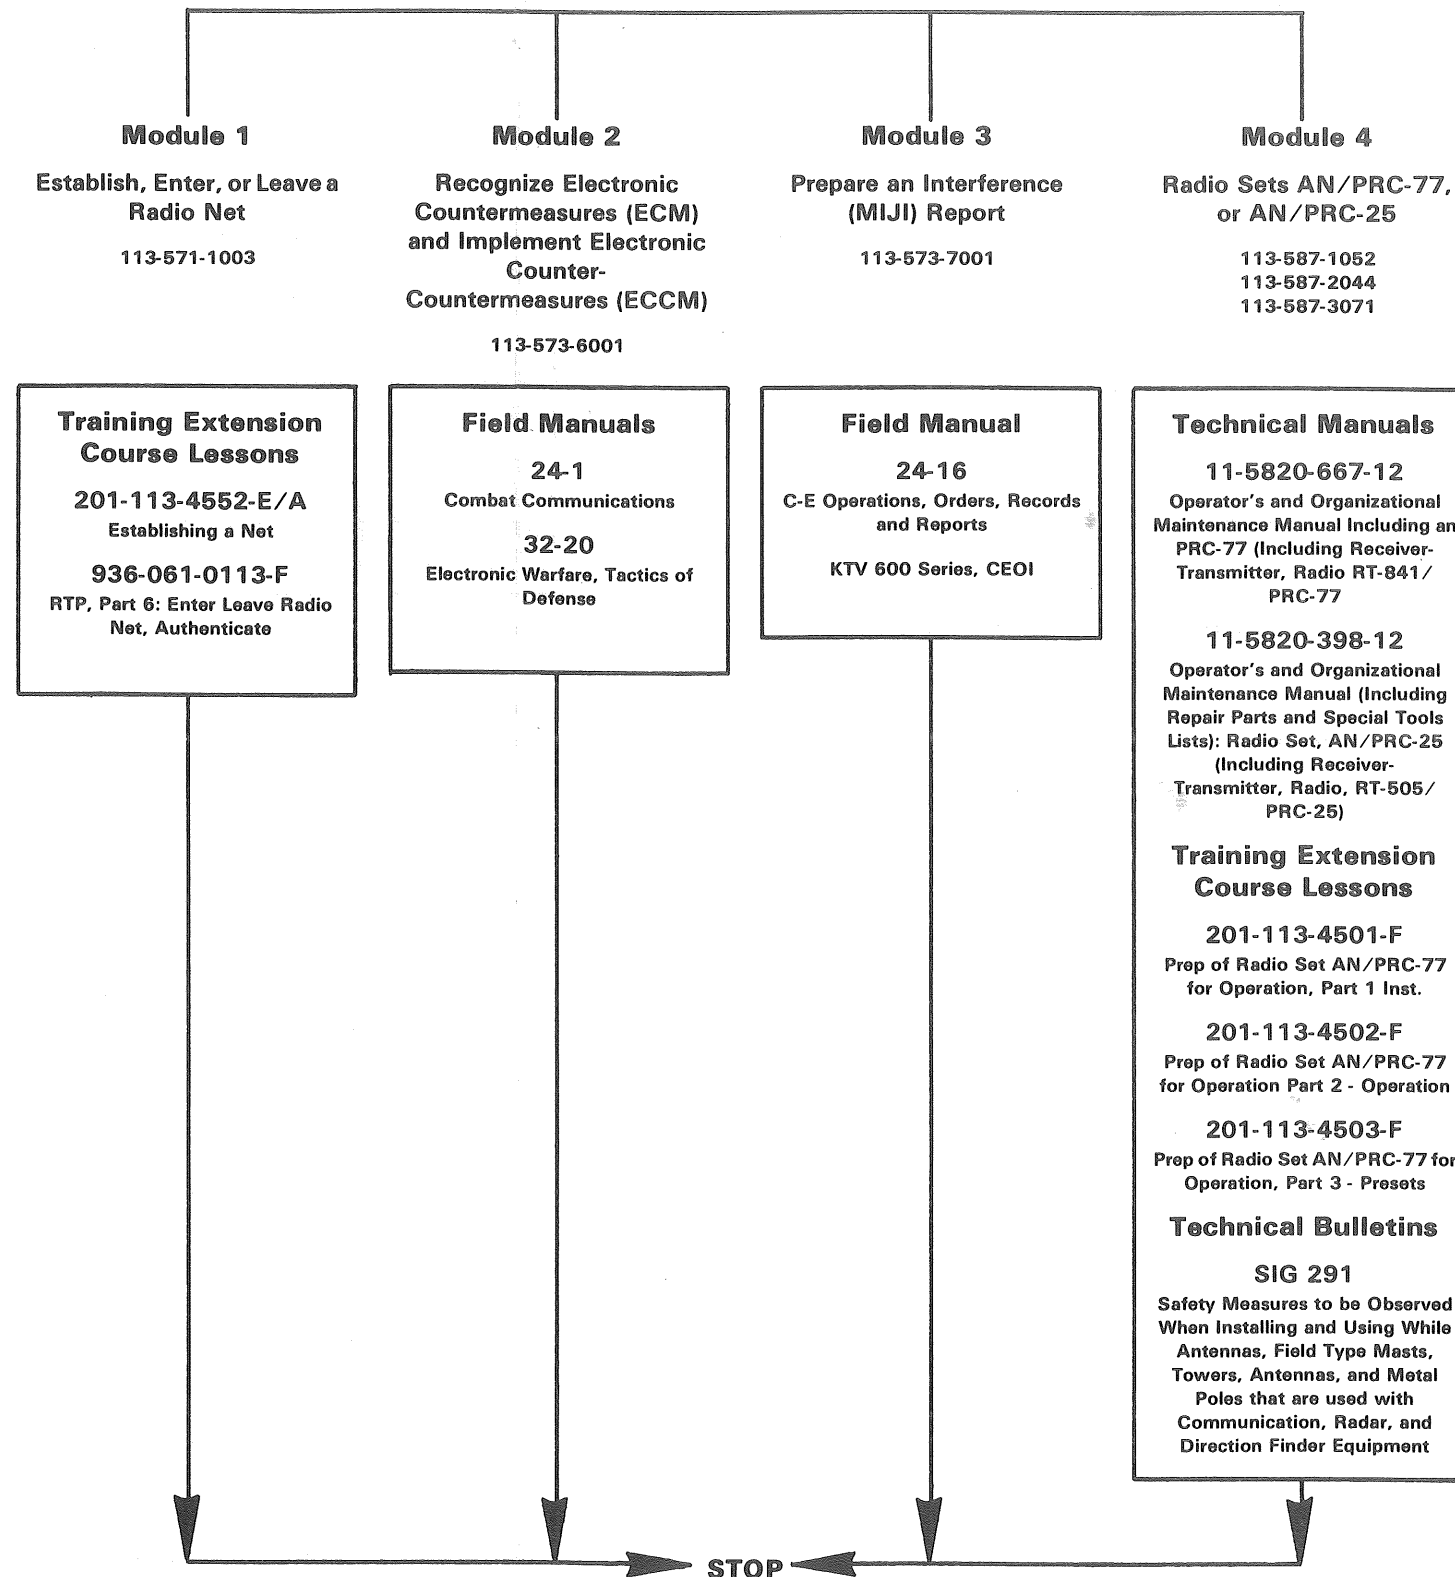 Module 1
Establish, Enter, or Leave a
Radio Net
113-571-1003
Module 2
Recognize Electronic
Countermeasures (ECM)
and Implement Electronic
Counter-
Countermeasures (ECCM)
113-573-6001
Module 3
Prepare an Interference
(MIJI) Report
113-573-7001
Module 4
Radio Sets AN/PRC-77,
or AN/PRC-25
113-587-1052
113-587-2044
113-587-3071
Training Extension
Course Lessons
201-113-4552-E/A
Establishing a Net
936-061-0113-F
RTP, Part 6: Enter Leave Radio
Net, Authenticate
Field Manuals
24-1
Combat Communications
32-20
Electronic Warfare, Tactics of
Defense
Field Manual
24-16
C-E Operations, Orders, Records
and Reports
KTV 600 Series, CEOI
Technical Manuals
11-5820-667-12
Operator's and Organizational
Maintenance Manual Including an
PRC-77 (Including Receiver-
Transmitter, Radio RT-841/
PRC-77
11-5820-398-12
Operator's and Organizational
Maintenance Manual (Including
Repair Parts and Special Tools
Lists): Radio Set, AN/PRC-25
(Including Receiver-
Transmitter, Radio, RT-505/
PRC-25)
Training Extension
Course Lessons
201-113-4501-F
Prep of Radio Set AN/PRC-77
for Operation, Part 1 Inst.
201-113-4502-F
Prep of Radio Set AN/PRC-77
for Operation Part 2 - Operation
201-113-4503-F
Prep of Radio Set AN/PRC-77 for
Operation, Part 3 - Presets
Technical Bulletins
SIG 291
Safety Measures to be Observed
When Installing and Using While
Antennas, Field Type Masts,
Towers, Antennas, and Metal
Poles that are used with
Communication, Radar, and
Direction Finder Equipment
STOP